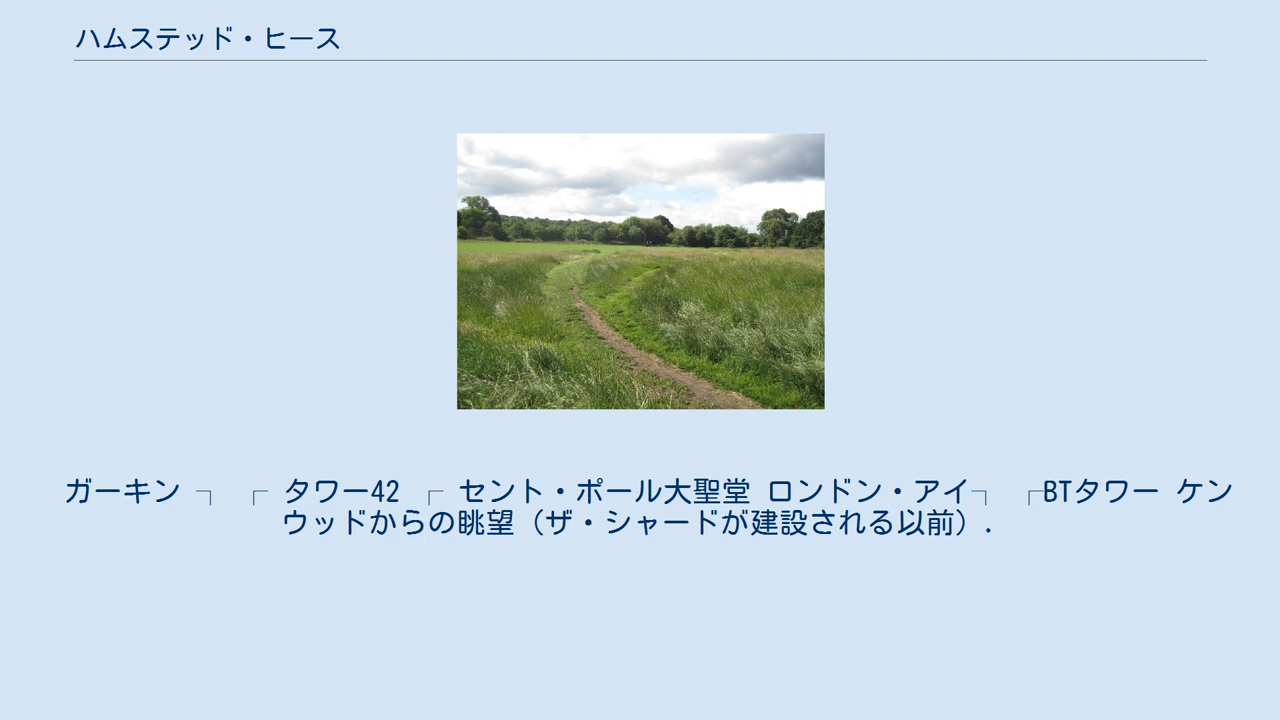 ハムステッド・ヒース
ガーキン ┐ ┌ タワー42 ┌ セント・ポール大聖堂 ロンドン・アイ┐ ┌BTタワー ケン
ウッドからの眺望（ザ・シャードが建設される以前）.